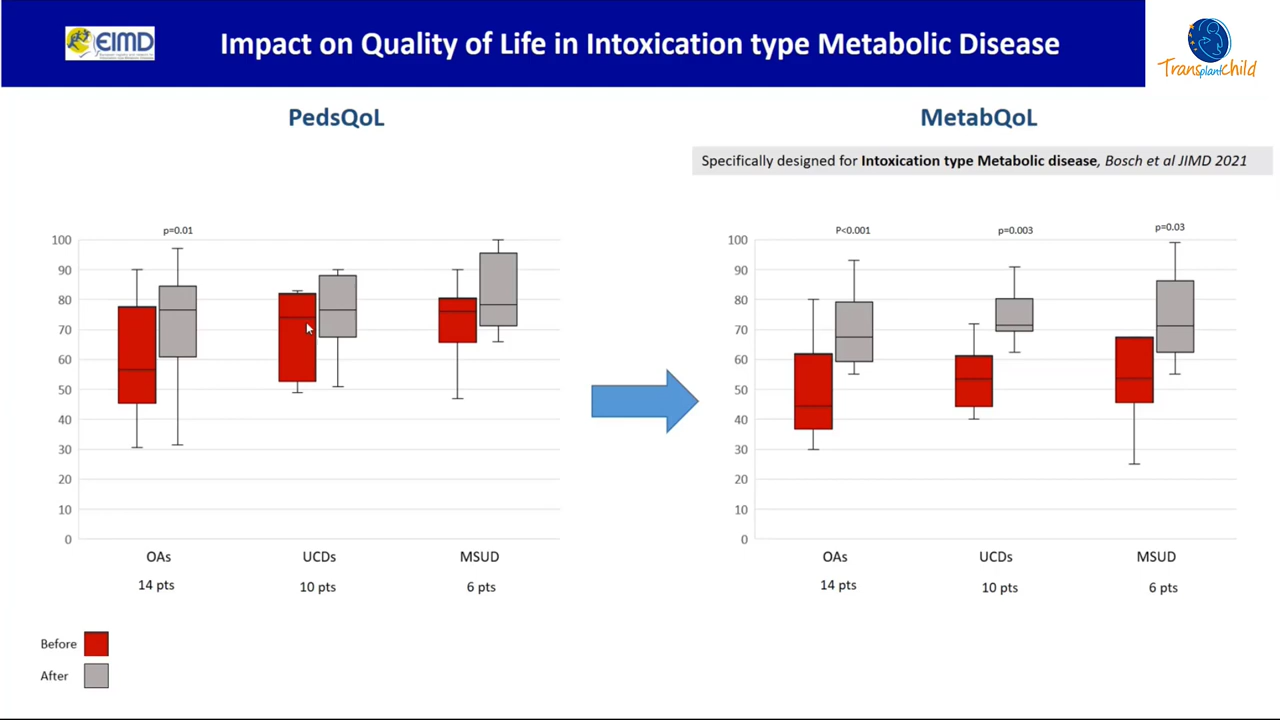 EIMD
Impact on Quality of Life in Intoxication type Metabolic Disease
Transplantchild
PedsQoL
MetabQoL
Specifically designed for Intoxication type Metabolic disease, Bosch et al JIMD 2021
p=0.01
100
90
80
70
60
50
40
30
20
10
0
OAs
UCDs
MSUD
14 pts
10 pts
6 pts
P<0.001
p=0.003
p=0.03
100
90
80
70
60
50
40
30
20
10
0
OAs
UCDs
MSUD
14 pts
10 pts
6 pts
Before
After